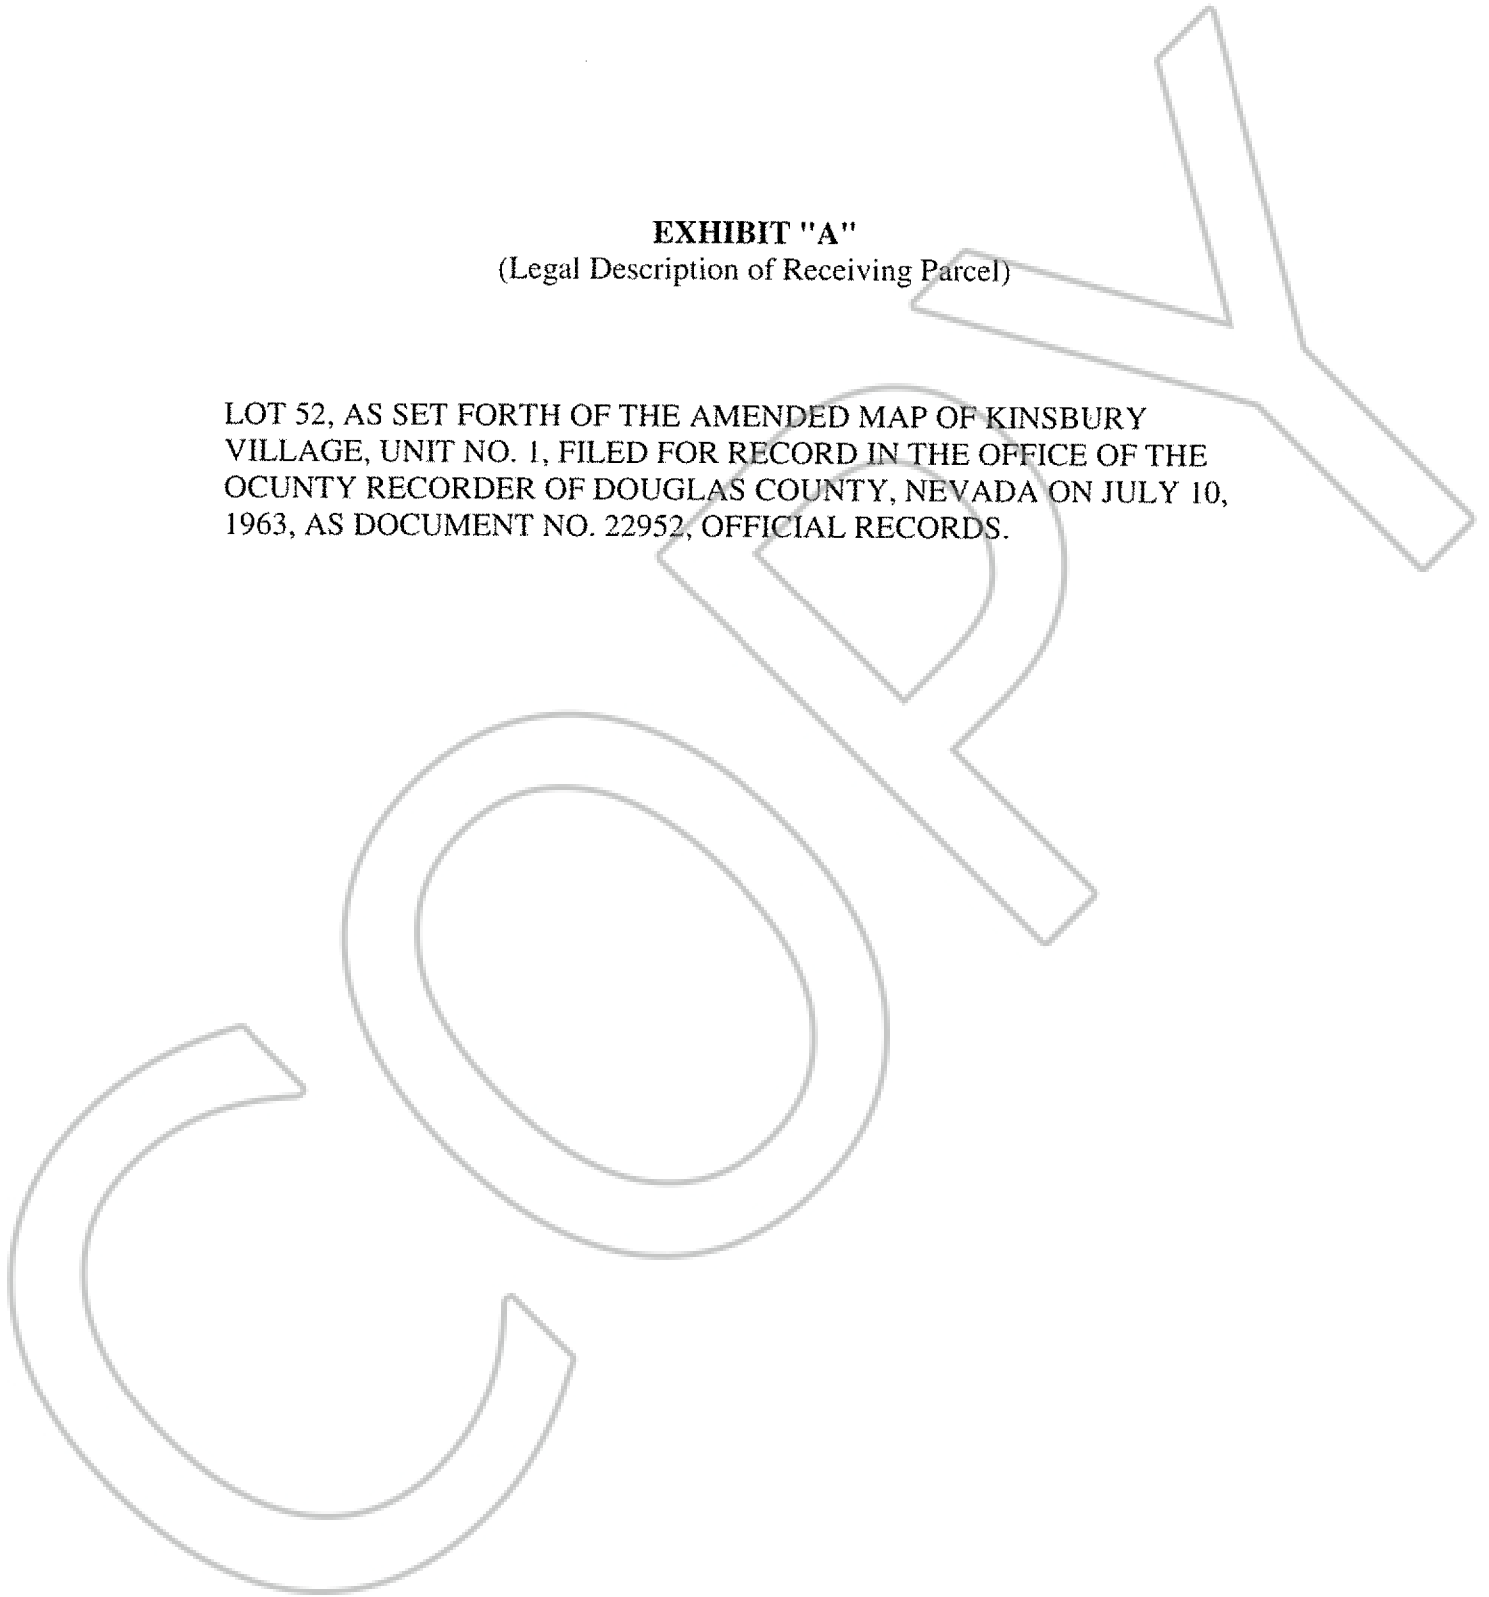 EXHIBIT "A"
(Legal Description of Receiving Parcel)
LOT 52, AS SET FORTH OF THE AMENDED MAP OF KINSBURY
VILLAGE, UNIT NO. 1, FILED FOR RECORD IN THE OFFICE OF THE
OCUNTY RECORDER OF DOUGLAS COUNTY, NEVADA ON JULY 10,
1963, AS DOCUMENT NO. 22952, OFFICIAL RECORDS.
COPY